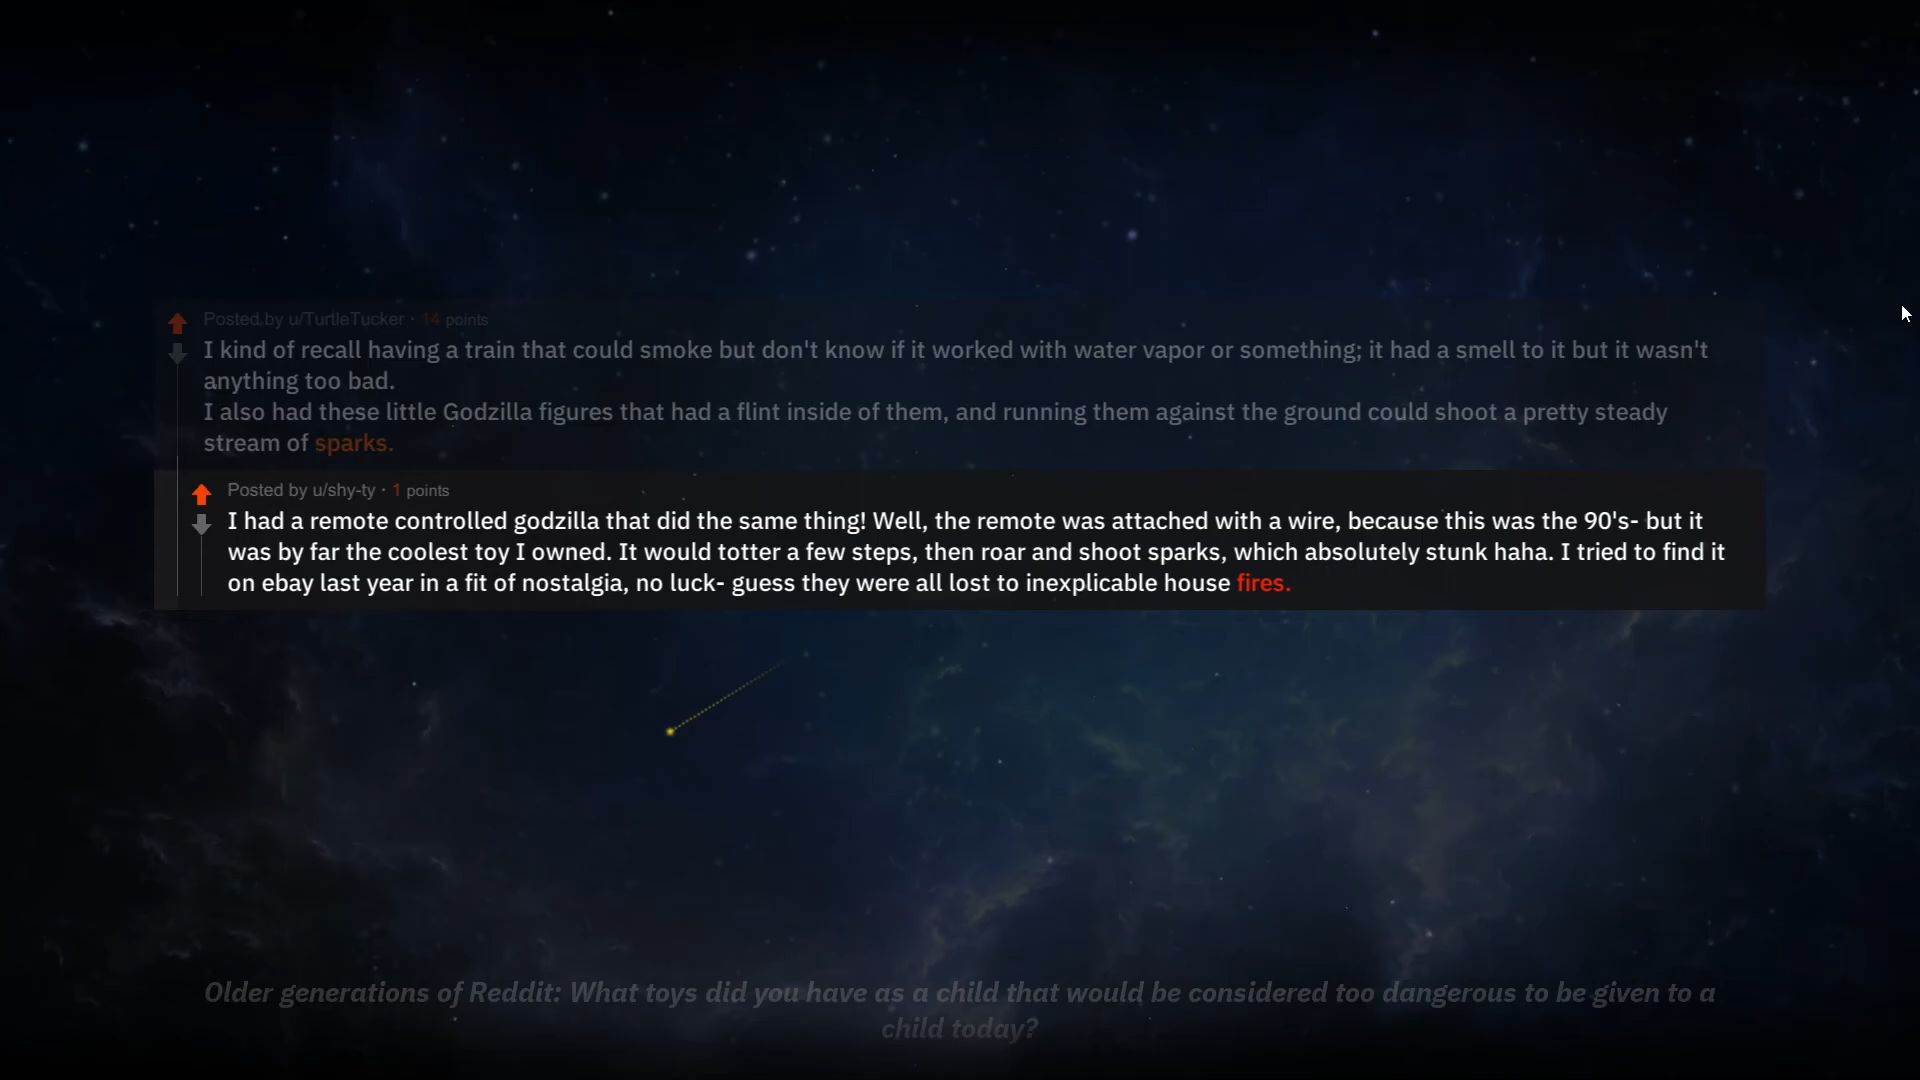 Posted by u/TurtleTucker · 14 points
I kind of recall having a train that could smoke but don't know if it worked with water vapor or something; it had a smell to it but it wasn't
anything too bad.
I also had these little Godzilla figures that had a flint inside of them, and running them against the ground could shoot a pretty steady
stream of sparks.
Posted by u/shy-ty · 1 points
I had a remote controlled godzilla that did the same thing! Well, the remote was attached with a wire, because this was the 90's- but it
was by far the coolest toy I owned. It would totter a few steps, then roar and shoot sparks, which absolutely stunk haha. I tried to find it
on ebay last year in a fit of nostalgia, no luck- guess they were all lost to inexplicable house fires.
Older generations of Reddit: What toys did you have as a child that would be considered too dangerous to be given to a
child today?